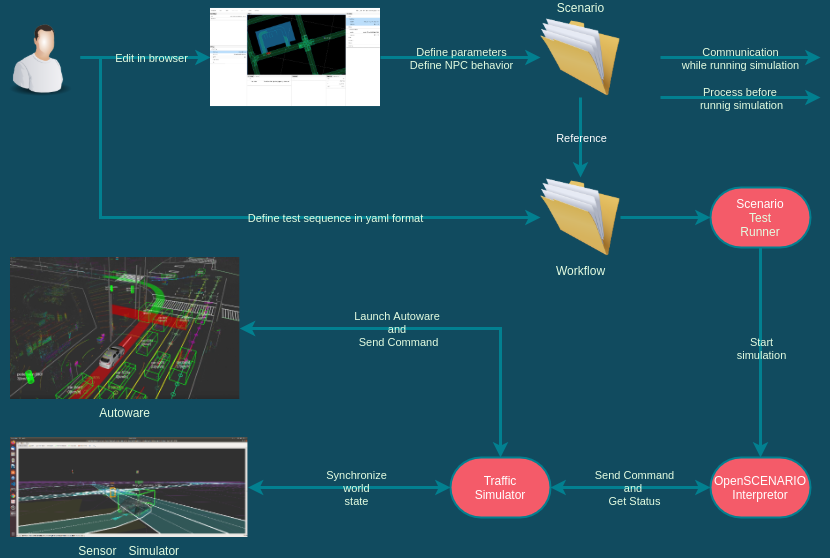 Scenario
Edit in browser
Define parameters
Define NPC behavior
Communication
while running simulation
Process before
runnig simulation
Reference
Define test sequence in yaml format
Workflow
Scenario
Test
Runner
Launch Autoware
and
Send Command
Start
simulation
Autoware
Synchronize
world
state
Traffic
Simulator
Send Command
and
Get Status
OpenSCENARIO
Interpretor
Sensor Simulator